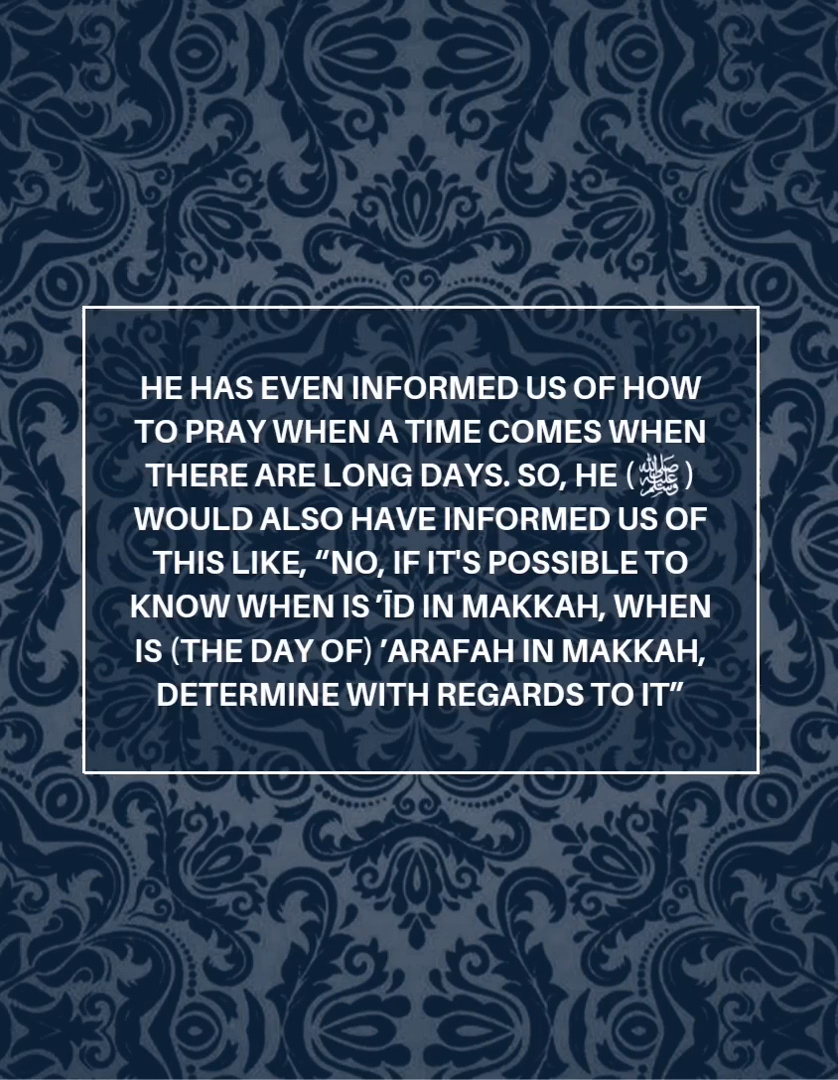 HE HAS EVEN INFORMED US OF HOW
TO PRAY WHEN A TIME COMES WHEN
THERE ARE LONG DAYS. SO, HE (ﷺ)
WOULD ALSO HAVE INFORMED US OF
THIS LIKE, “NO, IF IT'S POSSIBLE TO
KNOW WHEN IS ’ĪD IN MAKKAH, WHEN
IS (THE DAY OF) ’ARAFAH IN MAKKAH,
DETERMINE WITH REGARDS TO IT”